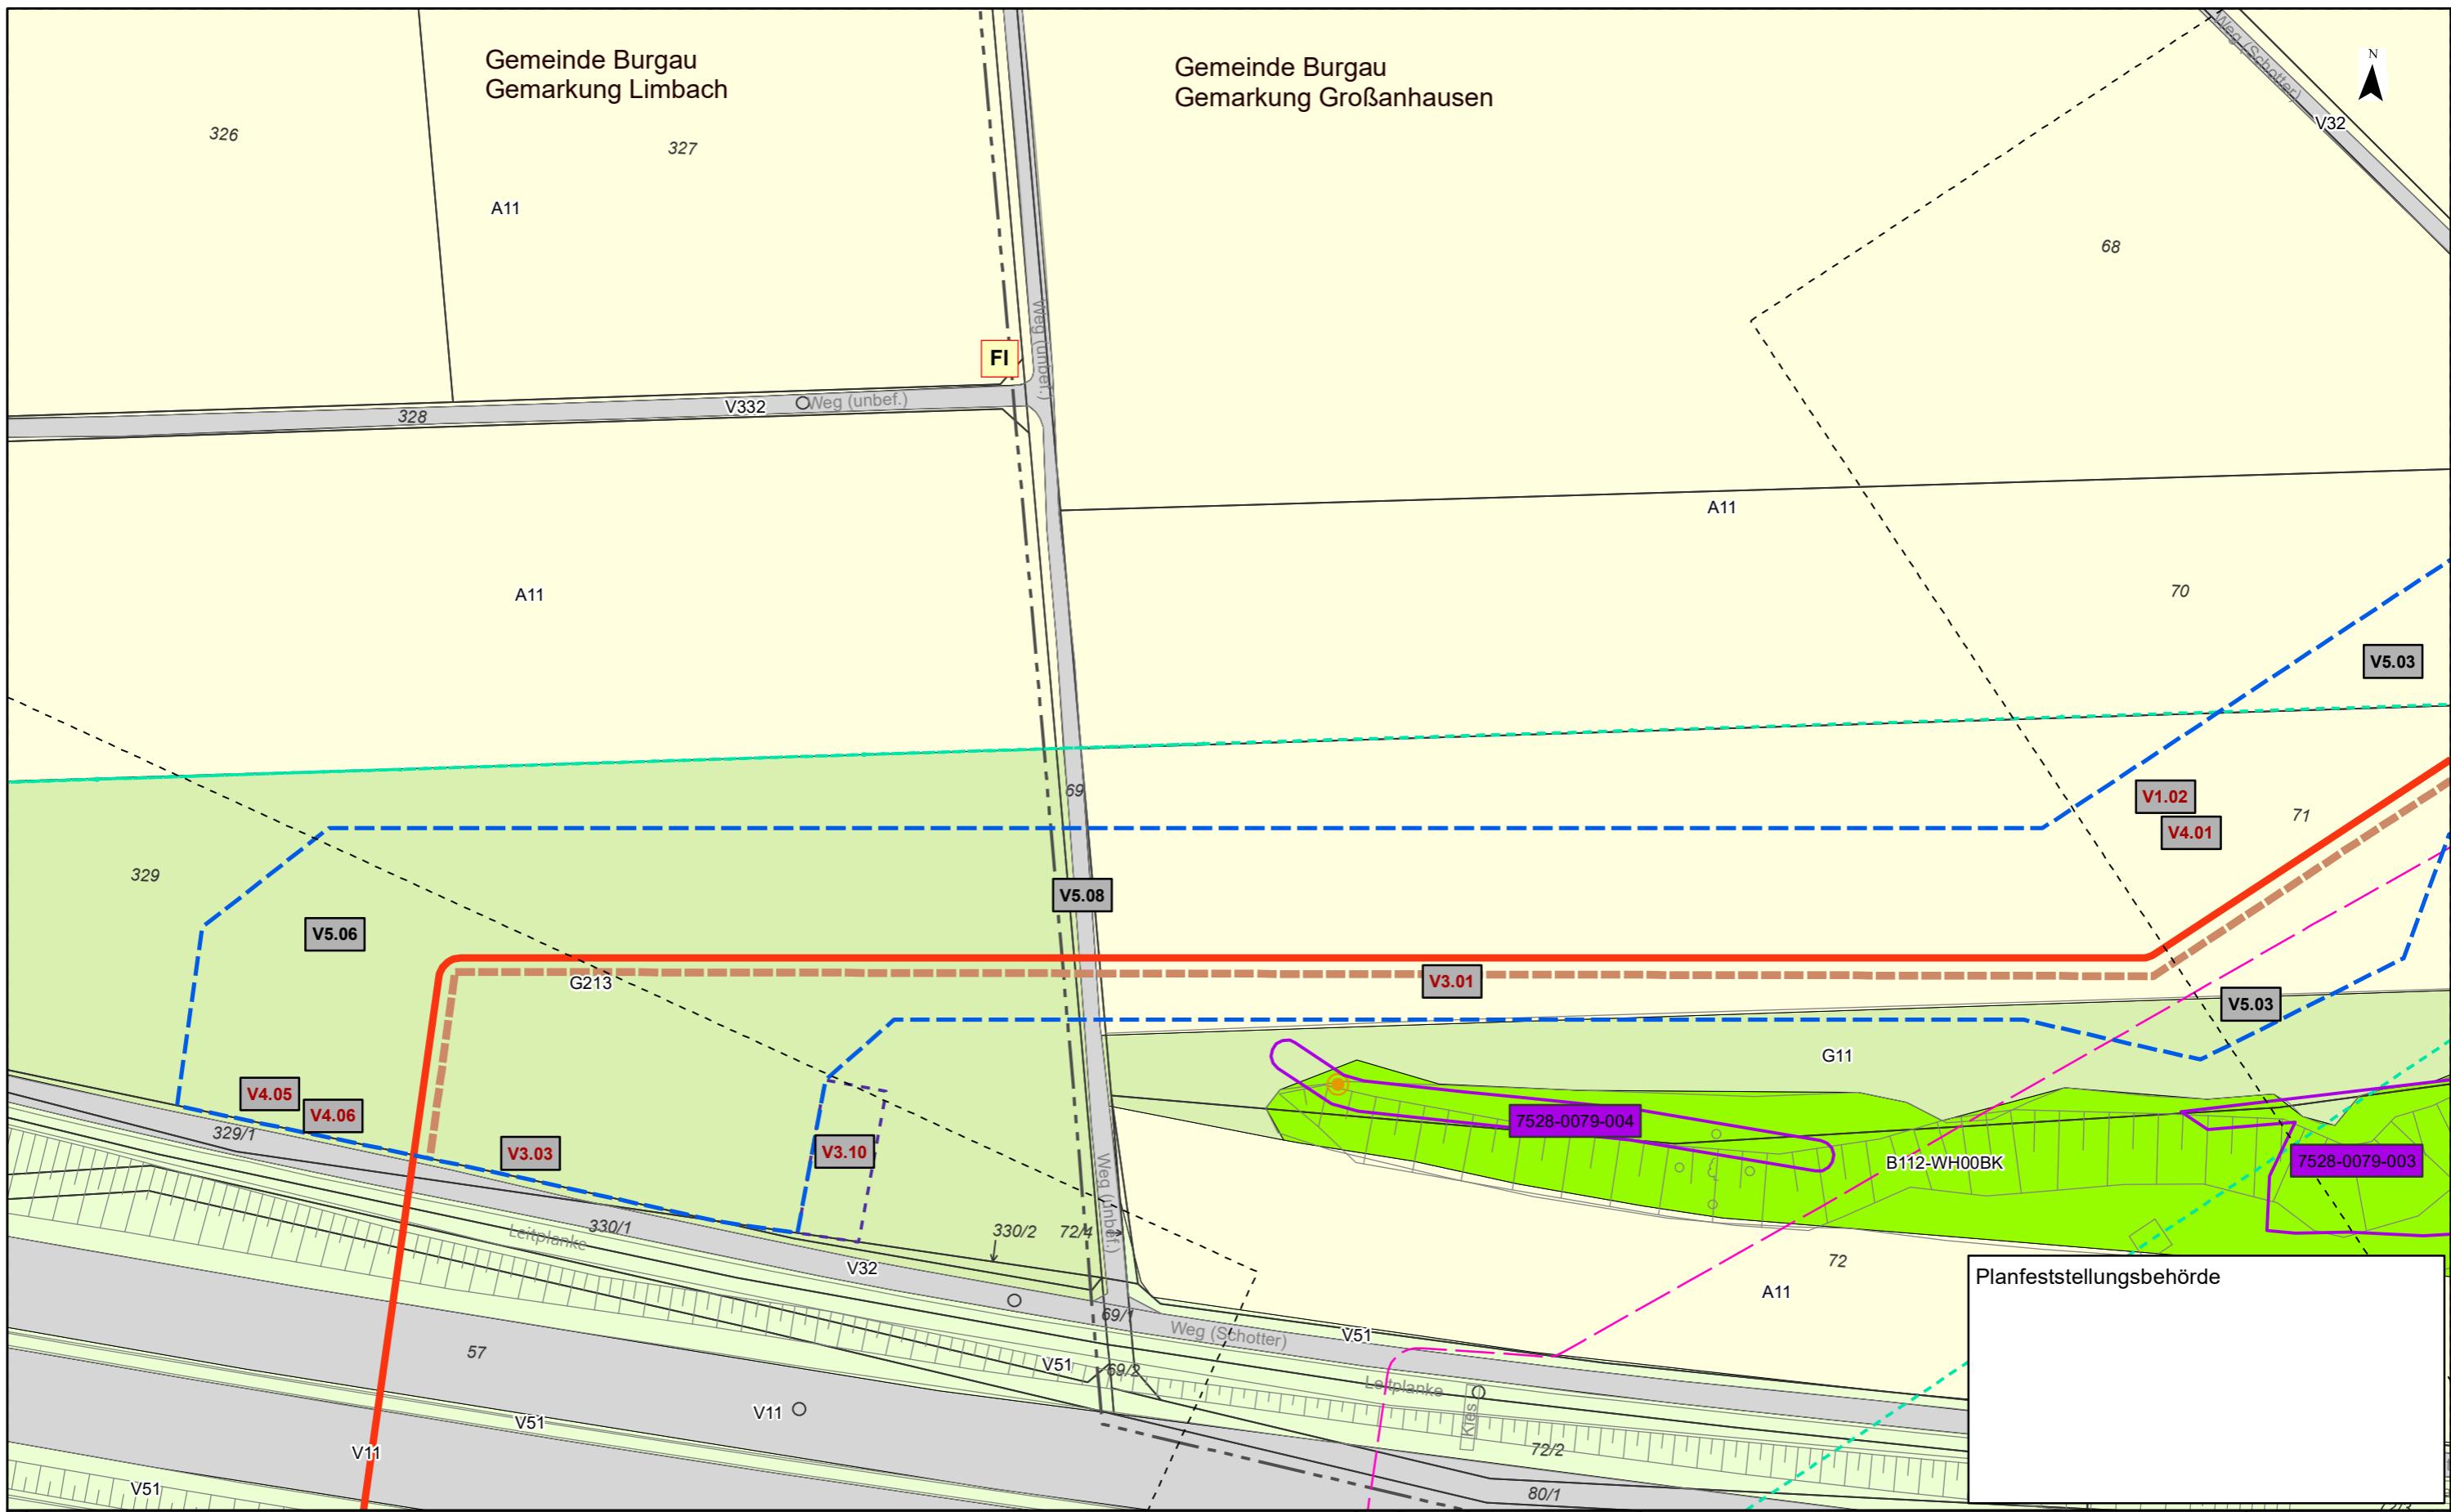 Gemeinde Burgau
Gemarkung Limbach
Gemeinde Burgau
Gemarkung Großanhausen
N
Weg (Schotter)
V32
326
327
A11
68
Weg (unbef.)
FI
328
V332
Weg (unbef.)
A11
A11
70
V5.03
69
V1.02
71
V4.01
329
V5.08
V5.06
G213
V3.01
V5.03
G11
V4.05
V4.06
7528-0079-004
329/1
V3.03
V3.10
B112-WH00BK
7528-0079-003
Weg (unbef.)
330/1
Leitplanke
330/2
72/4
V32
72
A11
Planfeststellungsbehörde
69/1
Weg (Schotter)
V51
57
V51
69/2
Leitplanke
Kies
V11
V51
V11
72/2
V51
80/1